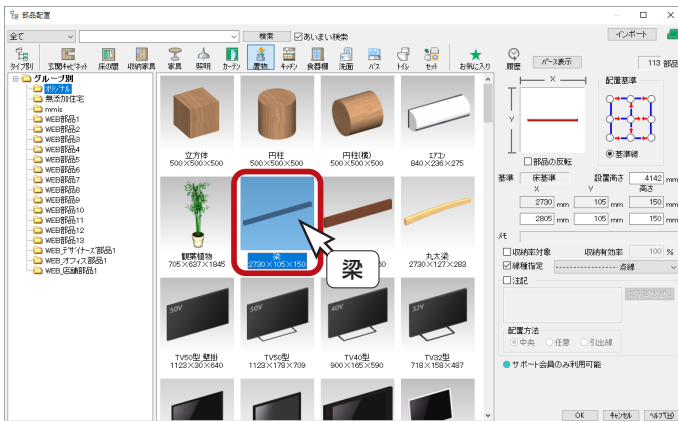 部品配置
全て
検索
あいまい検索
インポート
タイプ別
玄関キャビネット
床の間
収納家具
家具
照明
カーテン
置物
キッチン
食器棚
洗面
バス
トイレ
セット
お気に入り
履歴
パース表示
113 部品
グループ別
オリジナル
無添加住宅
mmis
WEB部品1
WEB部品2
WEB部品3
WEB部品4
WEB部品5
WEB部品6
WEB部品7
WEB部品8
WEB部品9
WEB部品10
WEB部品11
WEB部品12
WEB部品13
WEB_デザイナーズ部品1
WEB_オフィス部品1
WEB_店舗部品1
立方体
500×500×500
円柱
500×500×500
円柱(横)
500×500×500
エアコン
840×236×275
観葉植物
705×637×1845
梁
2730×105×150
梁
丸太梁
2730×127×283
50V
50V
40V
32V
TV50型_壁掛
1123×30×640
TV50型
1123×178×709
TV40型
900×165×590
TV32型
718×158×487
X
Y
部品の反転
配置基準
基準線
基準
床基準
設置高さ
4142 mm
X
Y
高さ
2730 mm
105 mm
150 mm
2805 mm
105 mm
150 mm
メモ
収納率対象
収納有効率
100 %
線種指定
点線
注記
配置方法
中央
任意
引出線
サポート会員のみ利用可能
OK
キャンセル
ヘルプ(H)